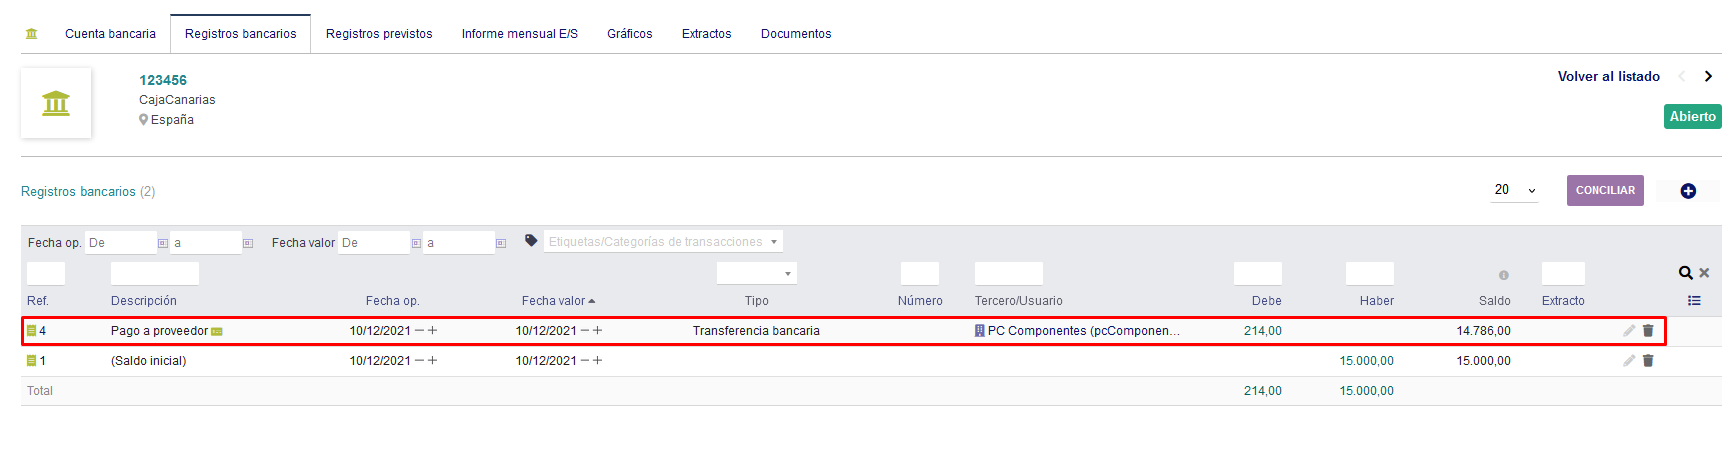 Cuenta bancaria Registros bancarios Registros previstos Informe mensual E/S Gráficos Extractos Documentos
123456
CajaCanarias
España
Volver al listado
Abierto
Registros bancarios (2)
20 CONCILIAR
Fecha op. De a Fecha valor De a Etiquetas/Categorías de transacciones
Ref. Descripción Fecha op. Fecha valor Tipo Número Tercero/Usuario Debe Haber Saldo Extracto
4 Pago a proveedor 10/12/2021 10/12/2021 Transferencia bancaria PC Componentes (pcComponen... 214,00 14.786,00
1 (Saldo inicial) 10/12/2021 10/12/2021 15.000,00 15.000,00
Total 214,00 15.000,00